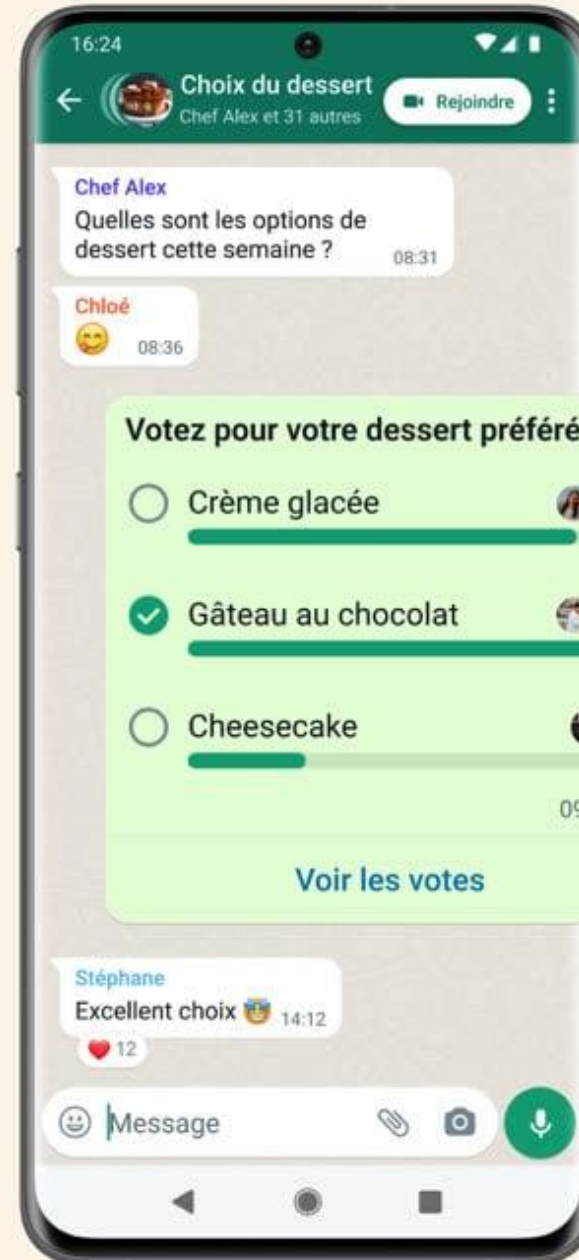 16:24
Choix du dessert
Chef Alex et 31 autres
Rejoindre
Chef Alex
Quelles sont les options de
dessert cette semaine ?
08:31
Chloé
08:36
Votez pour votre dessert préféré
Crème glacée
Gâteau au chocolat
Cheesecake
Voir les votes
Stéphane
Excellent choix 14:12
12
Message